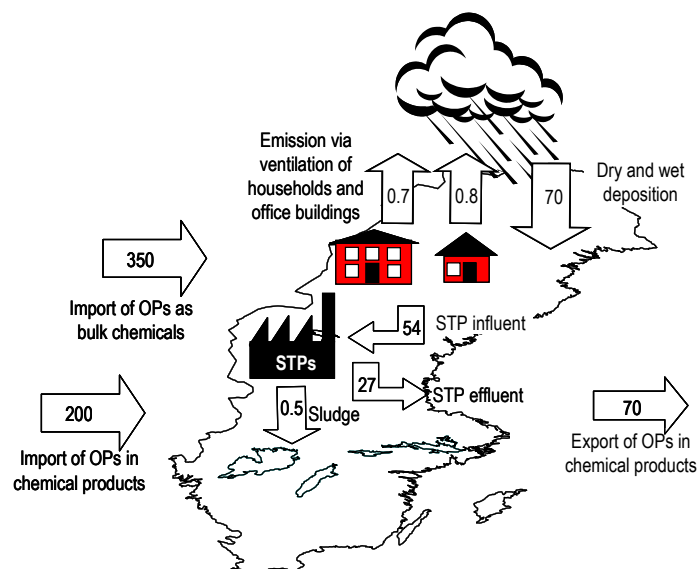 Emission via
ventilation of
households and
office buildings
0.7
0.8
70
Dry and wet
deposition
350
Import of OPs as
bulk chemicals
54
STP influent
STPs
27
STP effluent
0.5
Sludge
200
Import of OPs in
chemical products
70
Export of OPs in
chemical products